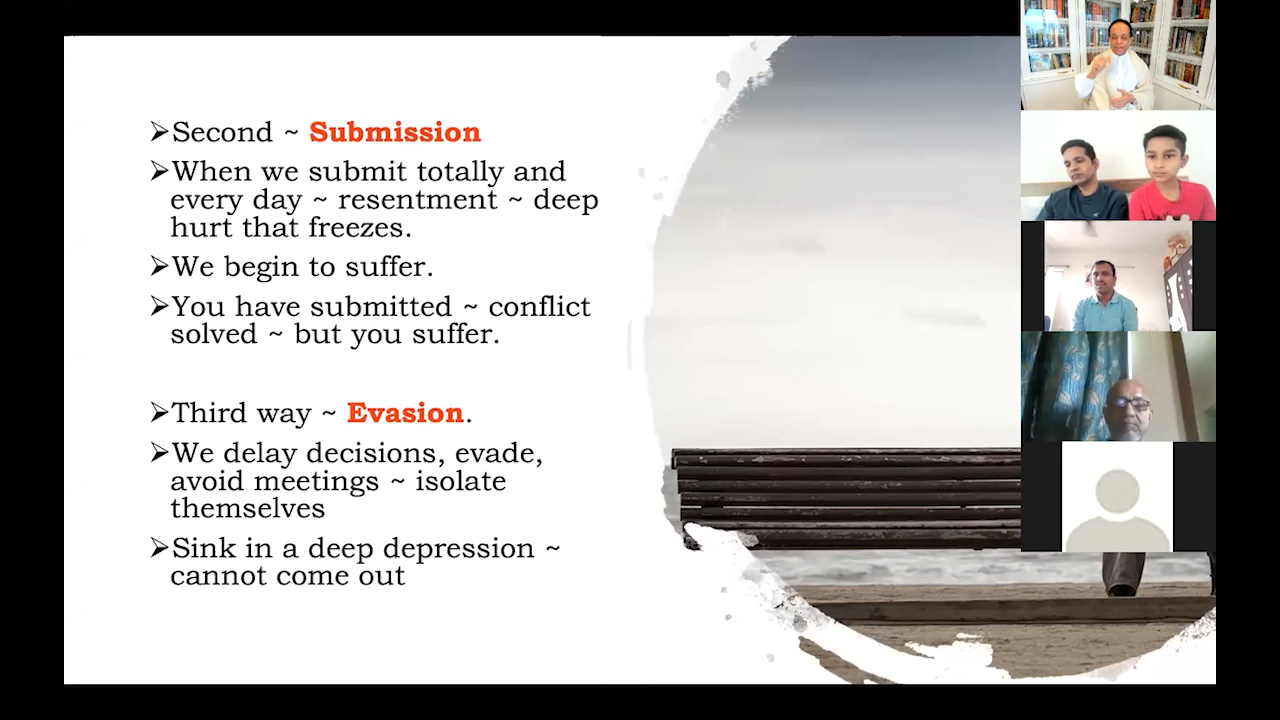 ➢Second ~ Submission
➢When we submit totally and
every day ~ resentment ~ deep
hurt that freezes.
➢We begin to suffer.
➢You have submitted ~ conflict
solved ~ but you suffer.
➢Third way ~ Evasion.
➢We delay decisions, evade,
avoid meetings ~ isolate
themselves
➢Sink in a deep depression ~
cannot come out